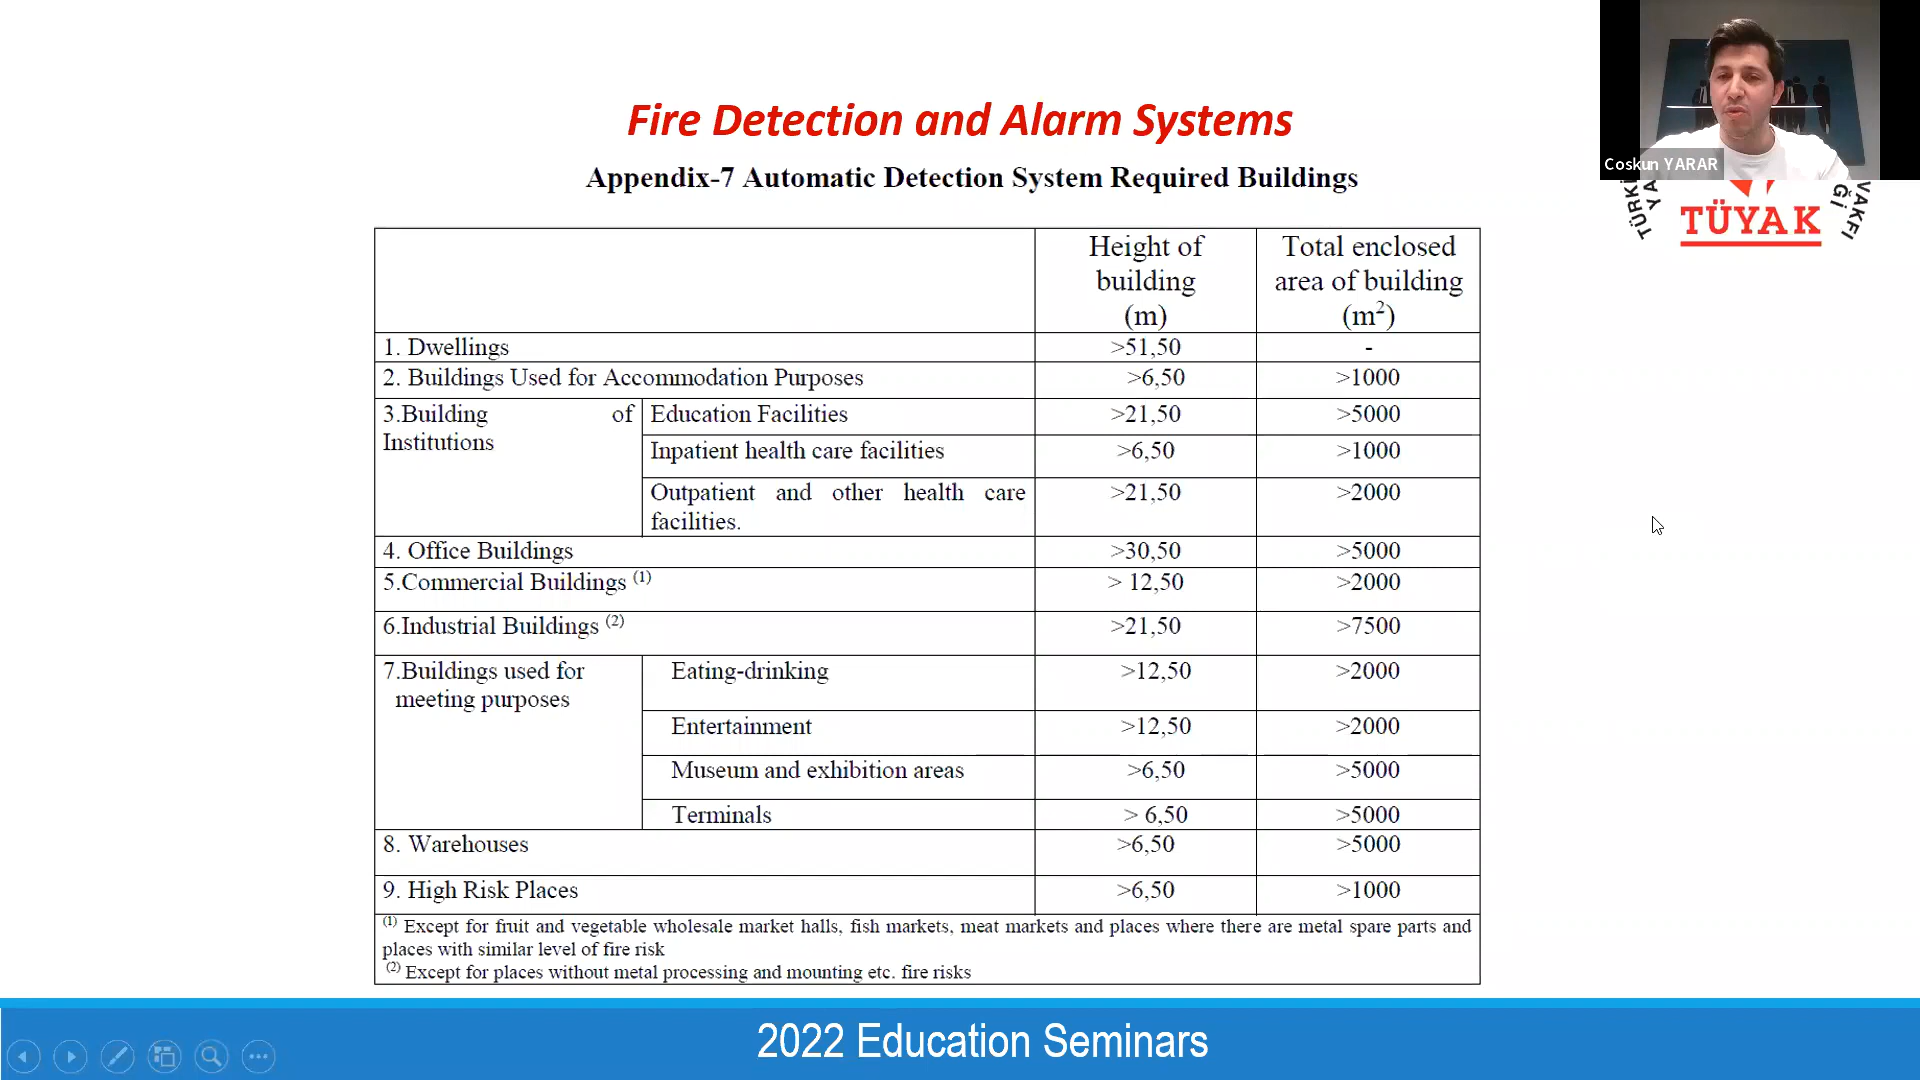 Fire Detection and Alarm Systems
Appendix-7 Automatic Detection System Required Buildings
Coskun YARAR
TÜRKİ
YA
Ğİ
VAKFI
TÜYAK
Height of building (m)
Total enclosed area of building (m²)
1. Dwellings >51,50 -
2. Buildings Used for Accommodation Purposes >6,50 >1000
3.Building of Institutions
Education Facilities >21,50 >5000
Inpatient health care facilities >6,50 >1000
Outpatient and other health care facilities. >21,50 >2000
4. Office Buildings >30,50 >5000
5.Commercial Buildings (1) > 12,50 >2000
6.Industrial Buildings (2) >21,50 >7500
7.Buildings used for meeting purposes
Eating-drinking >12,50 >2000
Entertainment >12,50 >2000
Museum and exhibition areas >6,50 >5000
Terminals > 6,50 >5000
8. Warehouses >6,50 >5000
9. High Risk Places >6,50 >1000
(1) Except for fruit and vegetable wholesale market halls, fish markets, meat markets and places where there are metal spare parts and
places with similar level of fire risk
(2) Except for places without metal processing and mounting etc. fire risks
2022 Education Seminars